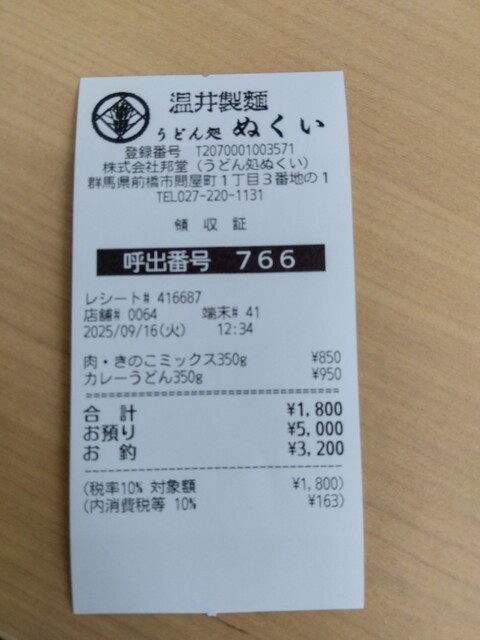 温井製麺
うどん処 ぬくい
登録番号 T2070001003571
株式会社邦堂（うどん処ぬくい）
群馬県前橋市問屋町１丁目３番地の１
TEL027-220-1131
領 収 証
呼出番号 ７６６
レシート# 416687
店舗# 0064 端末# 41
2025/09/16(火) 12:34
肉・きのこミックス350g ¥850
カレーうどん350g ¥950
合 計 ¥1,800
お預り ¥5,000
お 釣 ¥3,200
(税率10% 対象額 ¥1,800)
(内消費税等 10% ¥163)